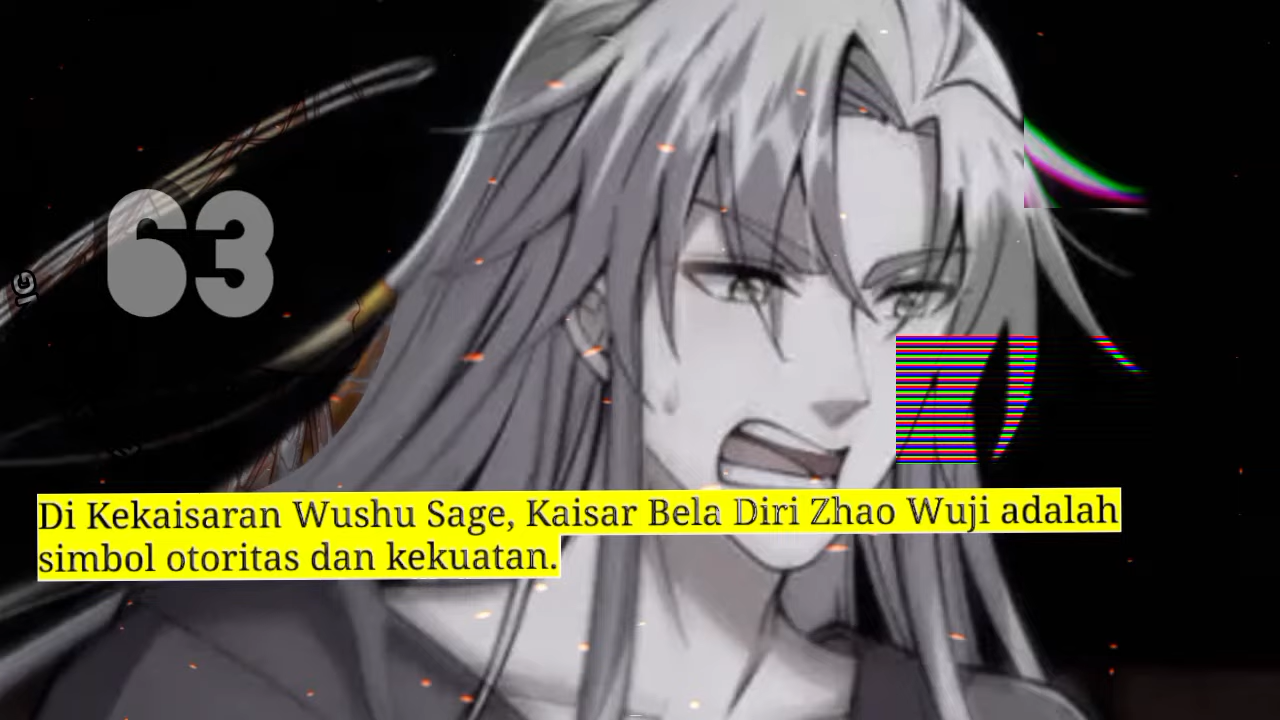 63
Di Kekaisaran Wushu Sage, Kaisar Bela Diri Zhao Wuji adalah
simbol otoritas dan kekuatan.